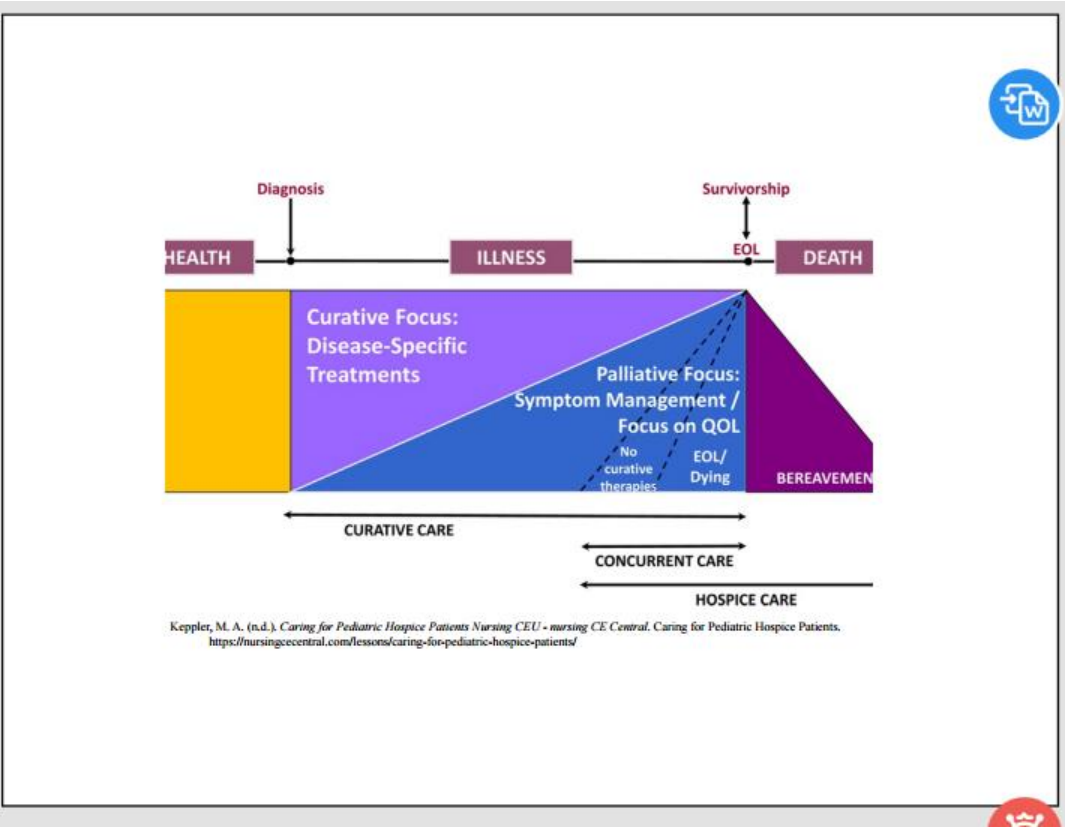 Diagnosis
Survivorship
HEALTH
ILLNESS
EOL
DEATH
Curative Focus:
Disease-Specific
Treatments
Palliative Focus:
Symptom Management /
Focus on QOL
No
curative
therapies
EOL/
Dying
BEREAVEMEN
CURATIVE CARE
CONCURRENT CARE
HOSPICE CARE
Keppler, M. A. (n.d.). Caring for Pediatric Hospice Patients Nursing CEU - nursing CE Central. Caring for Pediatric Hospice Patients.
https://nursingcecentral.com/lessons/caring-for-pediatric-hospice-patients/
W